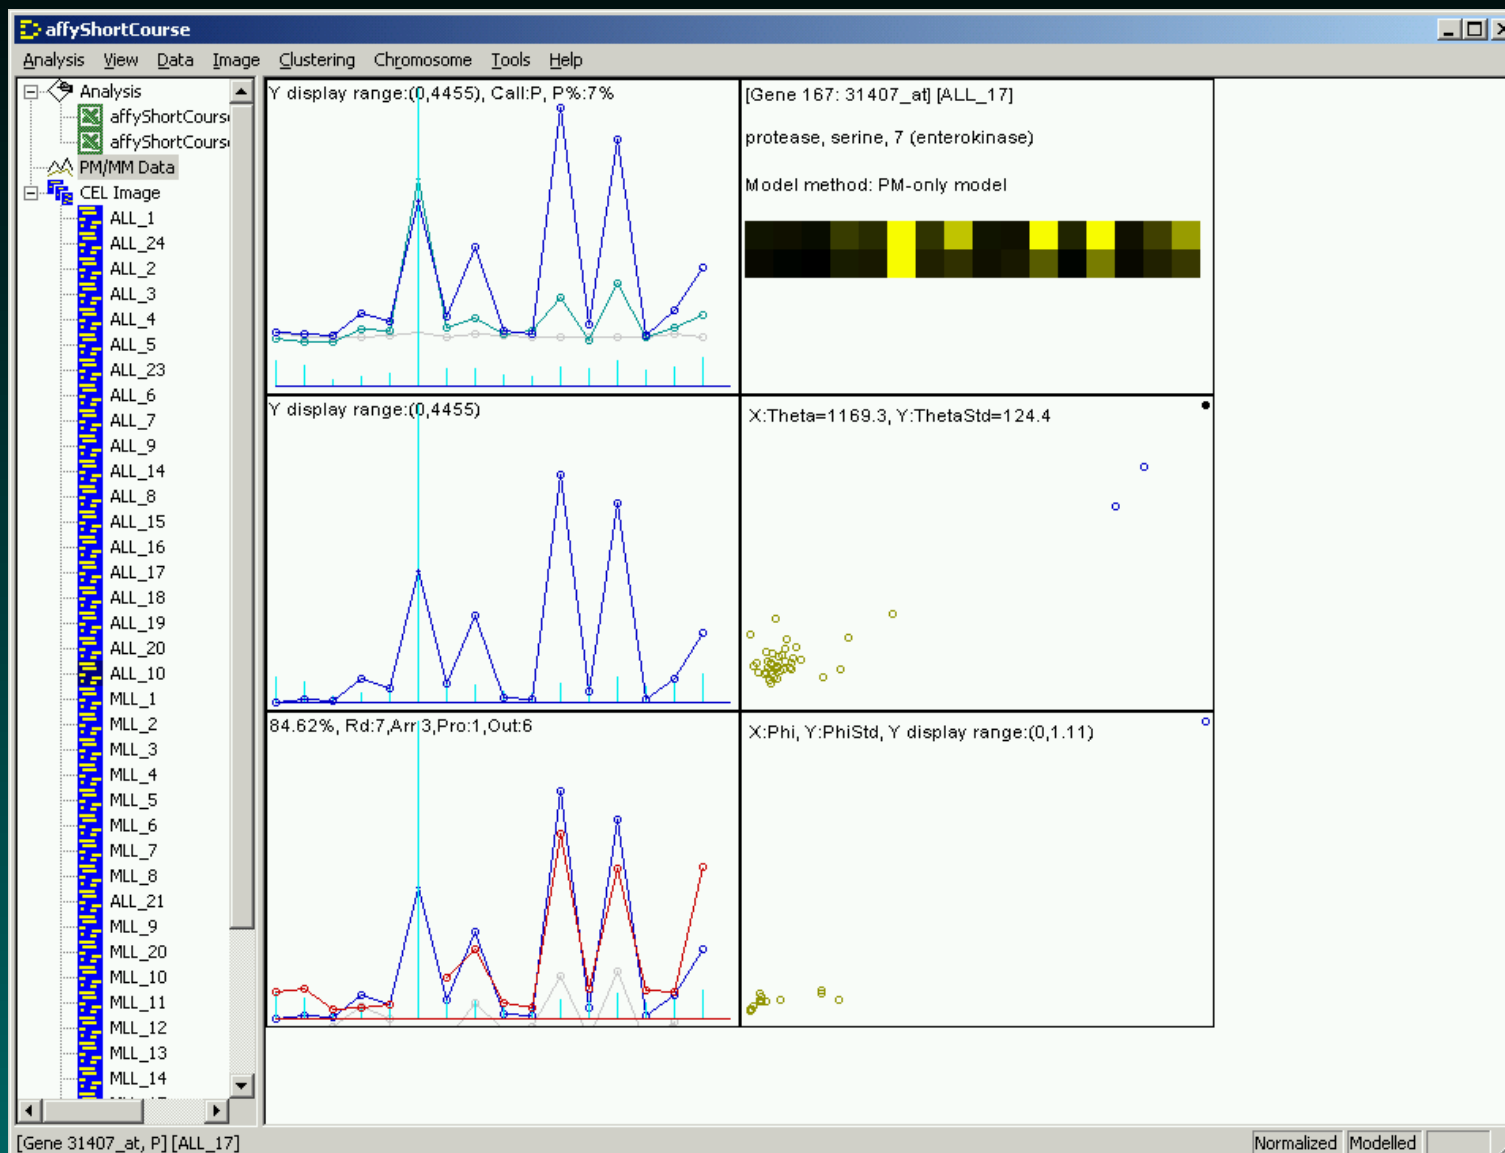 affyShortCourse
Analysis View Data Image Clustering Chromosome Tools Help
Analysis
affyShortCours
affyShortCours
PM/MM Data
CEL Image
ALL_1
ALL_24
ALL_2
ALL_3
ALL_4
ALL_5
ALL_23
ALL_6
ALL_7
ALL_9
ALL_14
ALL_8
ALL_15
ALL_16
ALL_17
ALL_18
ALL_19
ALL_20
ALL_10
MLL_1
MLL_2
MLL_3
MLL_4
MLL_5
MLL_6
MLL_7
MLL_8
ALL_21
MLL_9
MLL_20
MLL_10
MLL_11
MLL_12
MLL_13
MLL_14
Y display range:(0,4455), Call:P, P%:7%
[Gene 167: 31407_at] [ALL_17]
protease, serine, 7 (enterokinase)
Model method: PM-only model
Y display range:(0,4455)
X:Theta=1169.3, Y:ThetaStd=124.4
84.62%, Rd:7,Arr:3,Pro:1,Out:6
X:Phi, Y:PhiStd, Y display range:(0,1.11)
[Gene 31407_at, P] [ALL_17]
Normalized Modelled